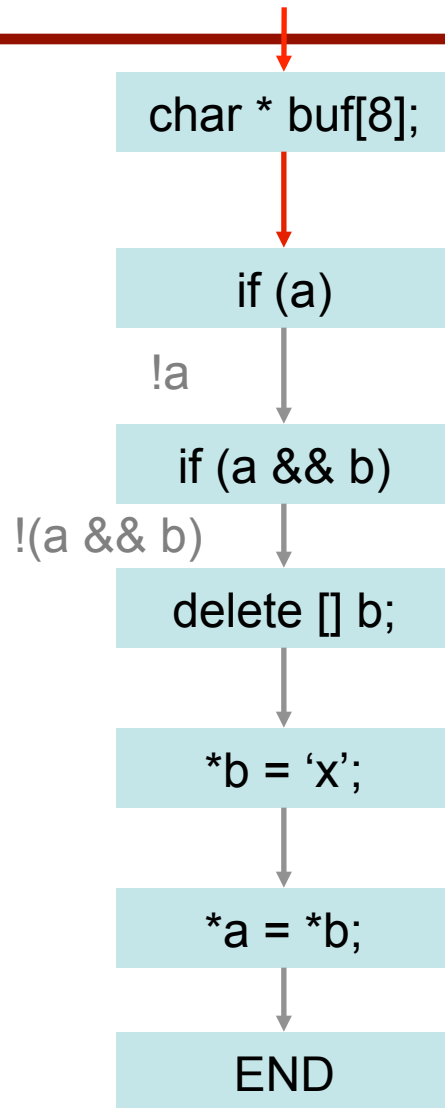 char * buf[8];
if (a)
!a
if (a && b)
!(a && b)
delete [] b;
*b = ‘x’;
*a = *b;
END